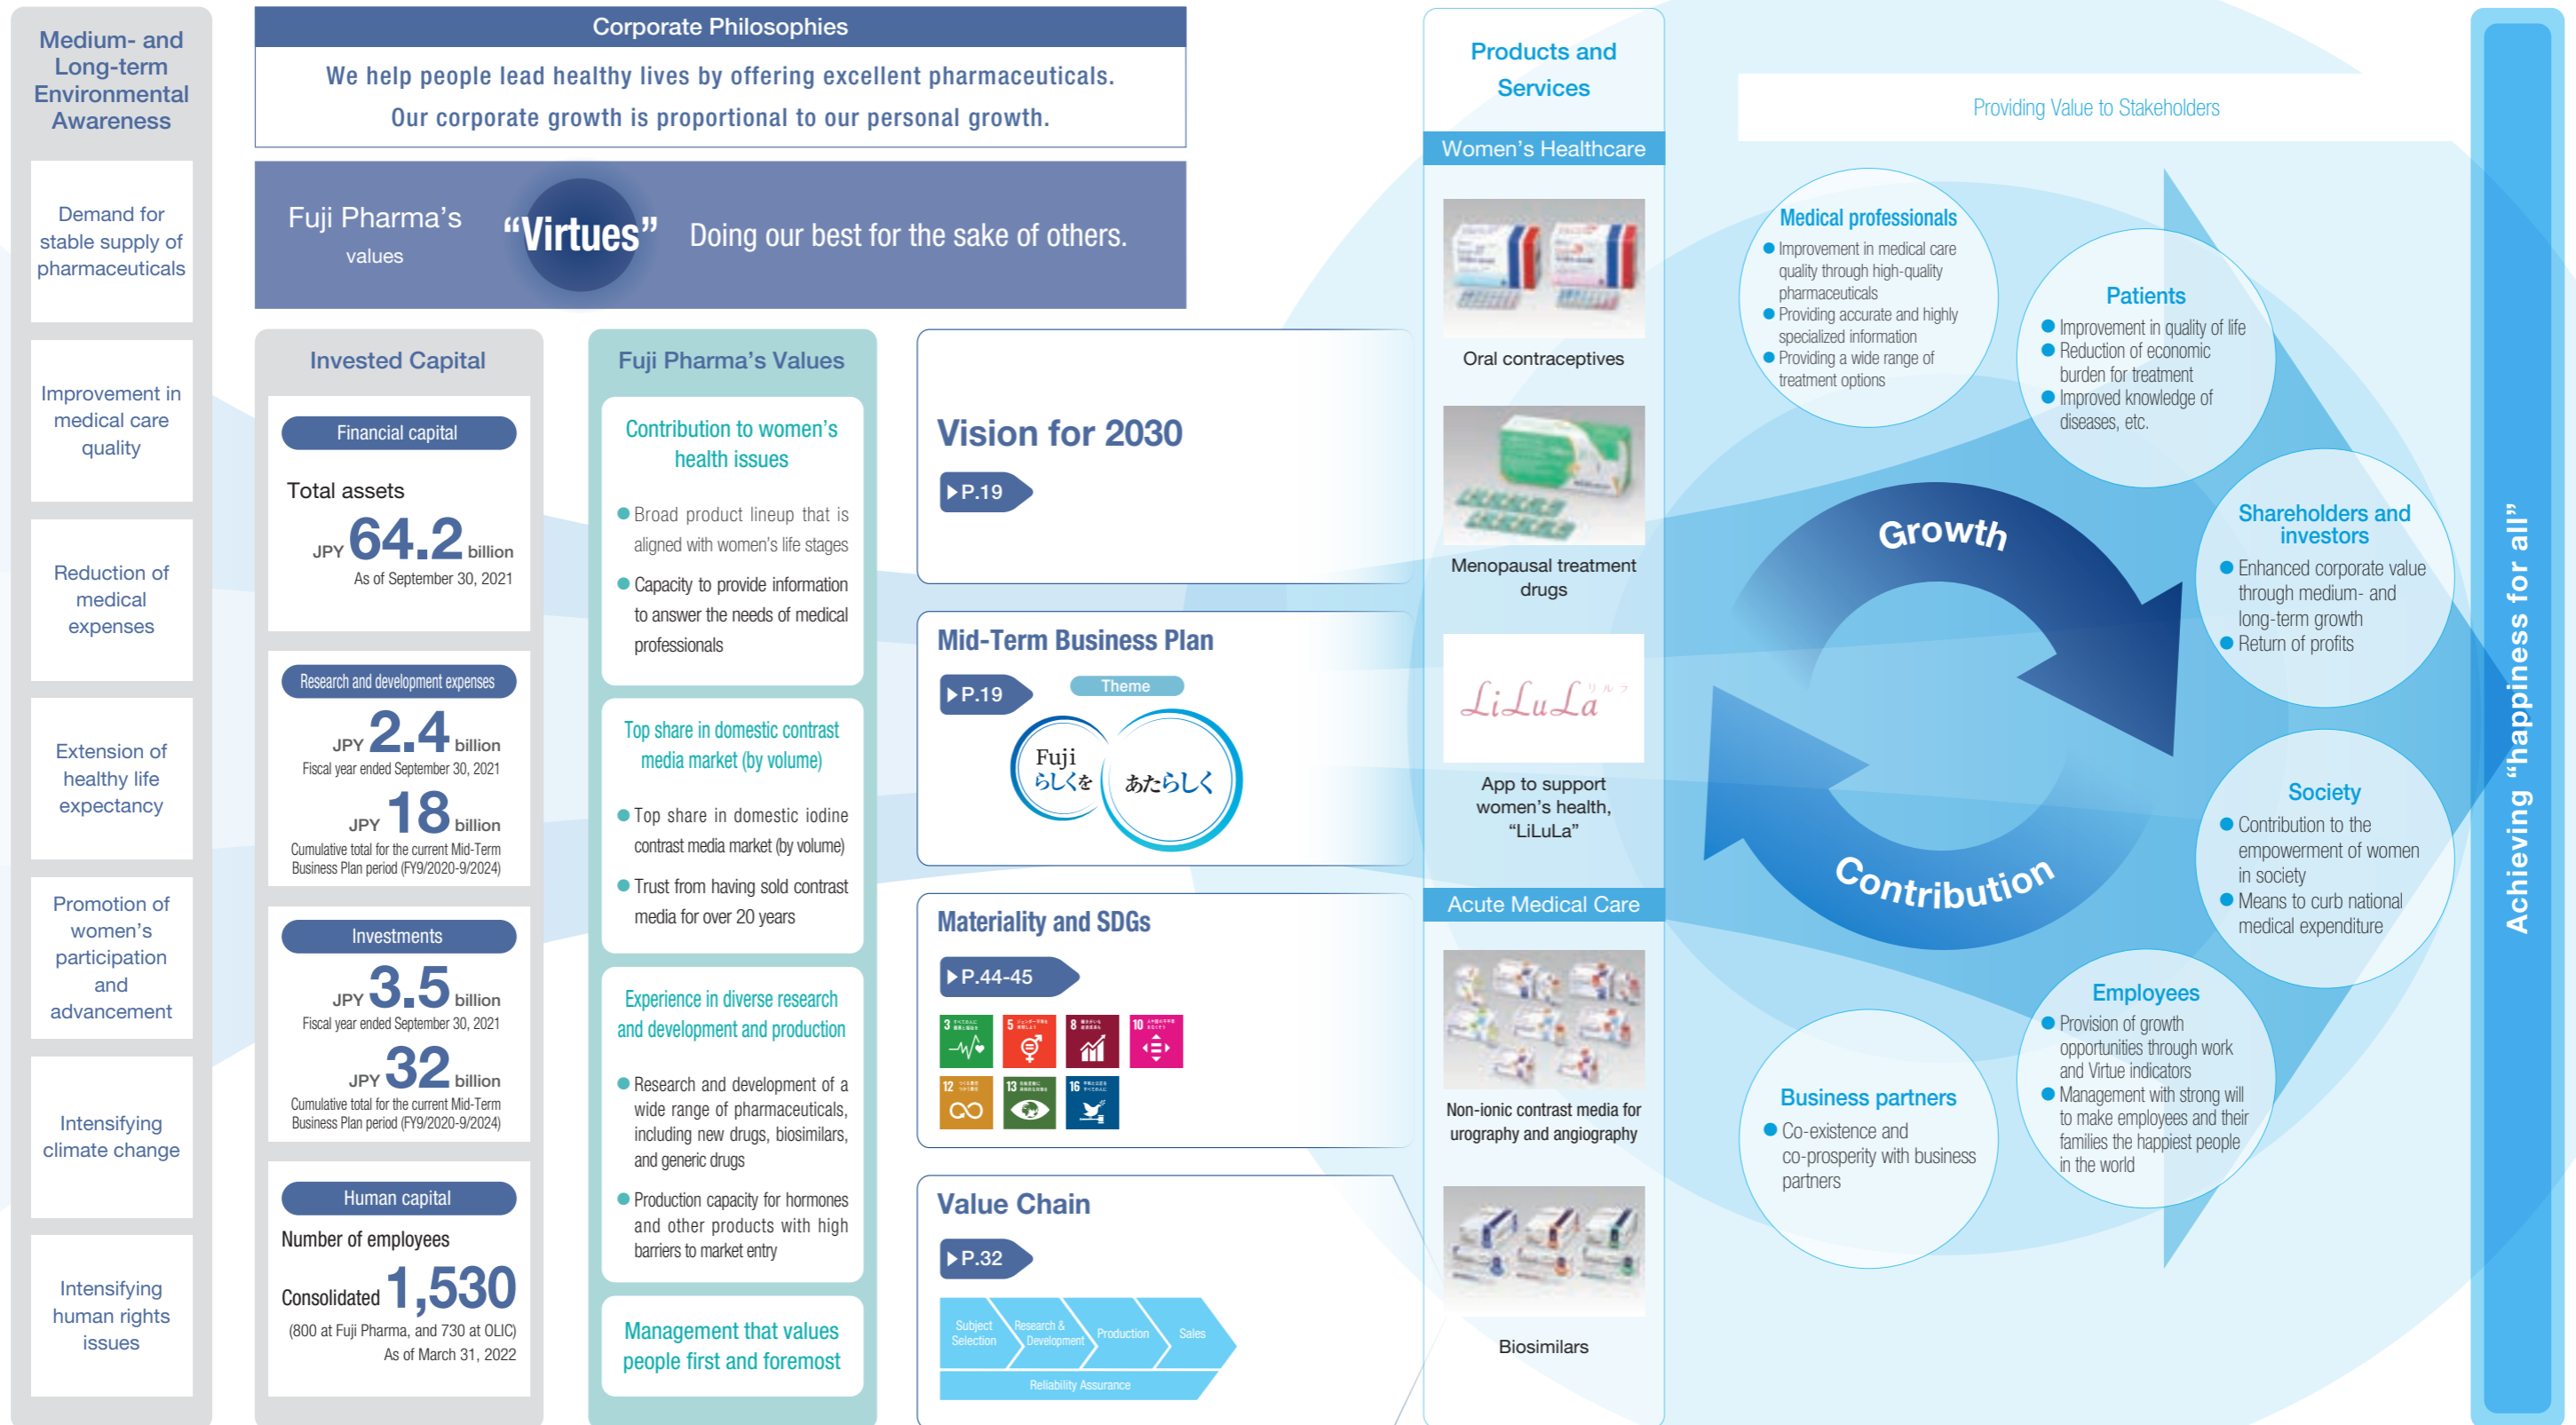 Medium- and
Long-term
Environmental
Awareness
Demand for
stable supply of
pharmaceuticals
Improvement in
medical care
quality
Reduction of
medical
expenses
Extension of
healthy life
expectancy
Promotion of
women's
participation
and
advancement
Intensifying
climate change
Intensifying
human rights
issues
Corporate Philosophies
We help people lead healthy lives by offering excellent pharmaceuticals.
Our corporate growth is proportional to our personal growth.
Fuji Pharma's
values
“Virtues”
Doing our best for the sake of others.
Invested Capital
Financial capital
Total assets
JPY 64.2 billion
As of September 30, 2021
Research and development expenses
JPY 2.4 billion
Fiscal year ended September 30, 2021
JPY 18 billion
Cumulative total for the current Mid-Term
Business Plan period (FY9/2020-9/2024)
Investments
JPY 3.5 billion
Fiscal year ended September 30, 2021
JPY 32 billion
Cumulative total for the current Mid-Term
Business Plan period (FY9/2020-9/2024)
Human capital
Number of employees
Consolidated 1,530
(800 at Fuji Pharma, and 730 at OLIC)
As of March 31, 2022
Fuji Pharma's Values
Contribution to women's
health issues
● Broad product lineup that is
aligned with women's life stages
● Capacity to provide information
to answer the needs of medical
professionals
Top share in domestic contrast
media market (by volume)
● Top share in domestic iodine
contrast media market (by volume)
● Trust from having sold contrast
media for over 20 years
Experience in diverse research
and development and production
● Research and development of a
wide range of pharmaceuticals,
including new drugs, biosimilars,
and generic drugs
● Production capacity for hormones
and other products with high
barriers to market entry
Management that values
people first and foremost
Vision for 2030
▶P.19
Mid-Term Business Plan
▶P.19
Theme
Fuji
らしくを
あたらしく
Materiality and SDGs
▶P.44-45
3
5
8
10
12
13
16
Value Chain
▶P.32
Subject
Selection
Research &
Development
Production
Sales
Reliability Assurance
Products and
Services
Women's Healthcare
Oral contraceptives
Menopausal treatment
drugs
LiLuLa リルラ
App to support
women's health,
“LiLuLa”
Acute Medical Care
Non-ionic contrast media for
urography and angiography
Biosimilars
Providing Value to Stakeholders
Medical professionals
● Improvement in medical care
quality through high-quality
pharmaceuticals
● Providing accurate and highly
specialized information
● Providing a wide range of
treatment options
Patients
● Improvement in quality of life
● Reduction of economic
burden for treatment
● Improved knowledge of
diseases, etc.
Shareholders and
investors
● Enhanced corporate value
through medium- and
long-term growth
● Return of profits
Society
● Contribution to the
empowerment of women
in society
● Means to curb national
medical expenditure
Employees
● Provision of growth
opportunities through work
and Virtue indicators
● Management with strong will
to make employees and their
families the happiest people
in the world
Business partners
● Co-existence and
co-prosperity with business
partners
Growth
Contribution
Achieving “happiness for all”